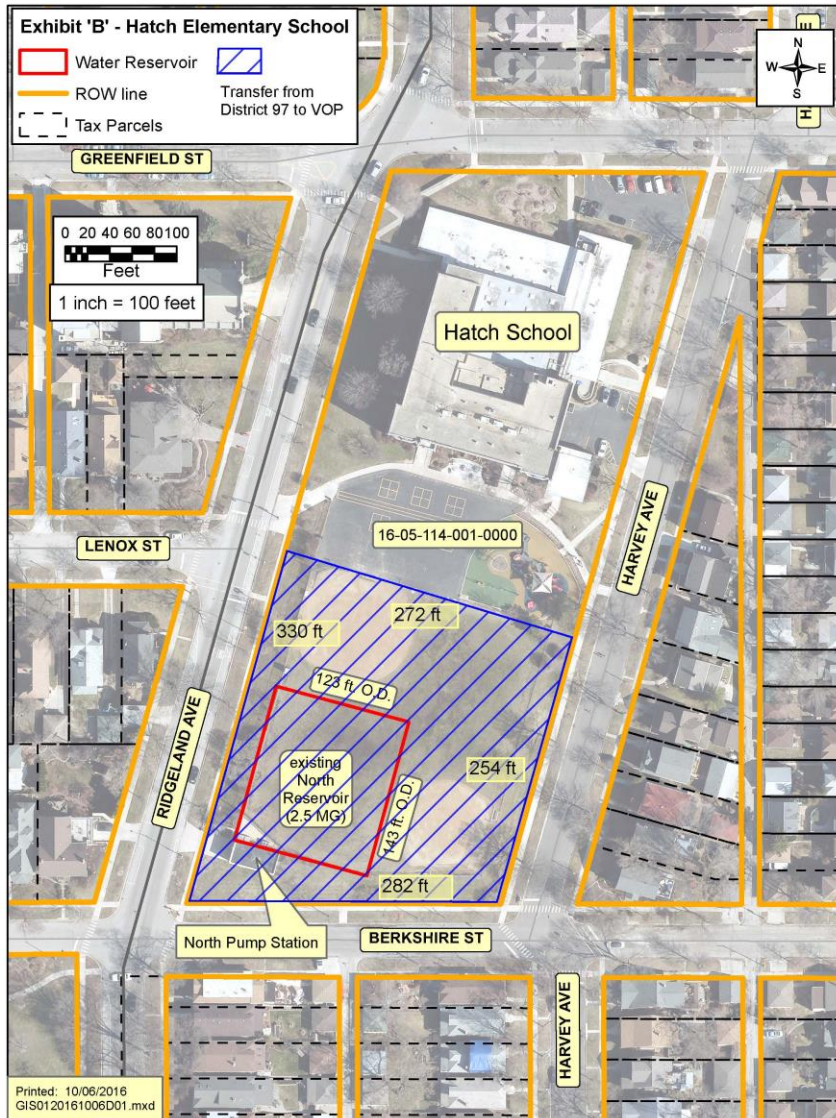 Exhibit 'B' - Hatch Elementary School
Water Reservoir
ROW line
Tax Parcels
Transfer from
District 97 to VOP
N
W E
S
GREENFIELD ST
0 20 40 60 80100
Feet
1 inch = 100 feet
Hatch School
16-05-114-001-0000
LENOX ST
HARVEY AVE
330 ft
272 ft
123 ft. O.D.
RIDGELAND AVE
existing
North
Reservoir
(2.5 MG)
254 ft
143 ft. O.D.
282 ft
North Pump Station
BERKSHIRE ST
HARVEY AVE
Printed: 10/06/2016
GIS0120161006D01.mxd